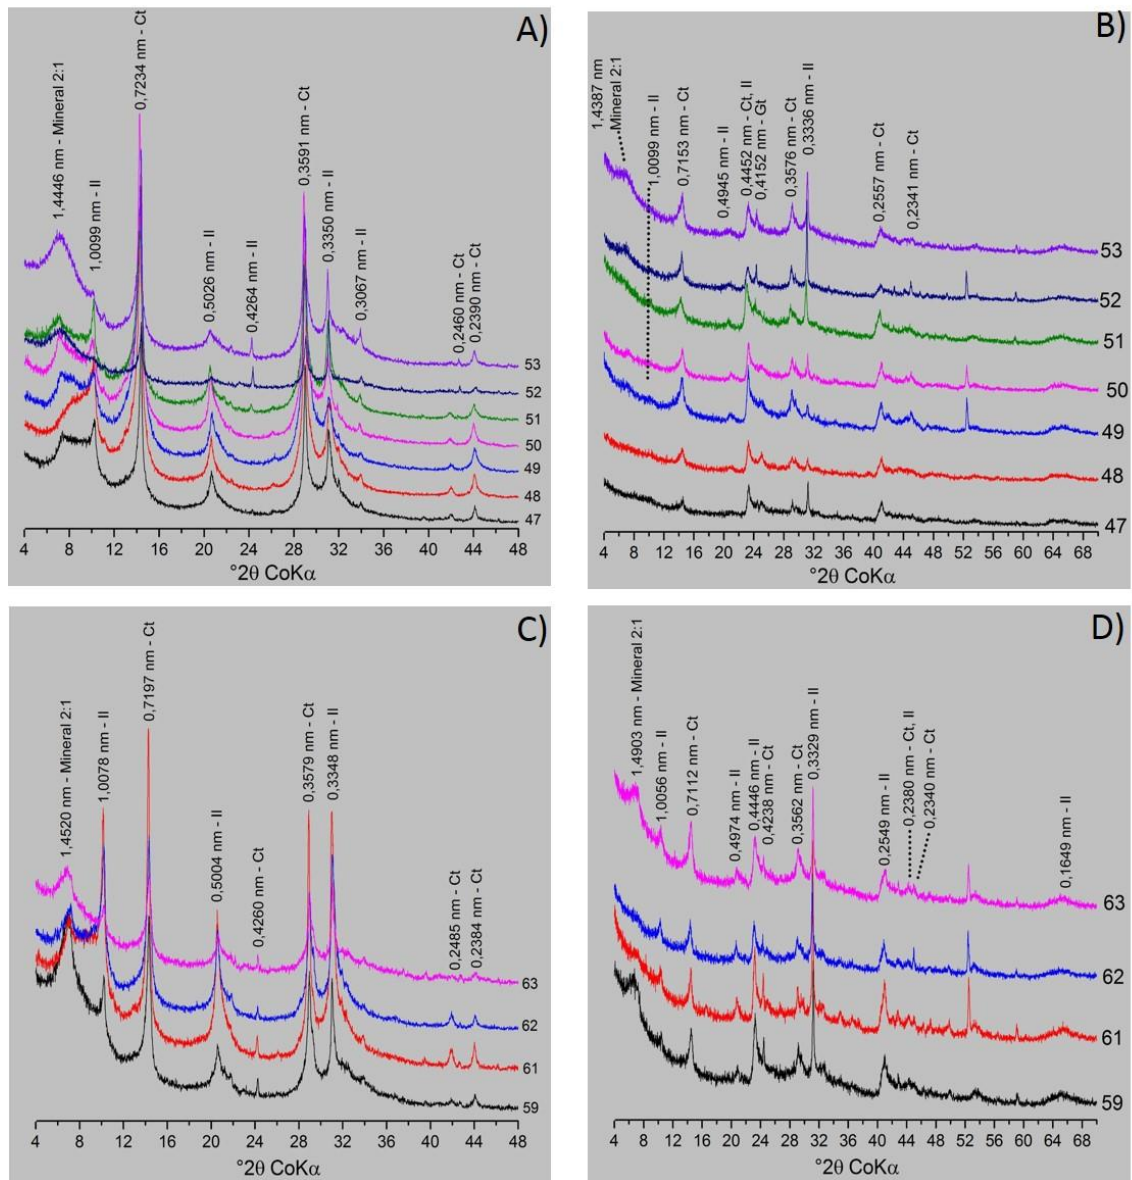 A)
1,4446 nm - Mineral 2:1
1,0099 nm - Il
0,7234 nm - Ct
0,5026 nm - Il
0,4264 nm - Il
0,3591 nm - Ct
0,3350 nm - Il
0,3067 nm - Il
0,2460 nm - Ct
0,2390 nm - Ct
53
52
51
50
49
48
47
4 8 12 16 20 24 28 32 36 40 44 48
°2θ CoKα
B)
1,4387 nm
Mineral 2:1
1,0099 nm - Il
0,7153 nm - Ct
0,4945 nm - Il
0,4452 nm - Ct, Il
0,4152 nm - Gt
0,3576 nm - Ct
0,3336 nm - Il
0,2557 nm - Ct
0,2341 nm - Ct
53
52
51
50
49
48
47
4 8 12 16 20 24 28 32 36 40 44 48 52 56 60 64 68
°2θ CoKα
C)
1,4520 nm - Mineral 2:1
1,0078 nm - Il
0,7197 nm - Ct
0,5004 nm - Il
0,4260 nm - Ct
0,3579 nm - Ct
0,3348 nm - Il
0,2485 nm - Ct
0,2384 nm - Ct
63
62
61
59
4 8 12 16 20 24 28 32 36 40 44 48
°2θ CoKα
D)
1,4903 nm - Mineral 2:1
1,0056 nm - Il
0,7112 nm - Ct
0,4974 nm - Il
0,4446 nm - Il
0,4238 nm - Ct
0,3562 nm - Ct
0,3329 nm - Il
0,2549 nm - Il
0,2380 nm - Ct, Il
0,2340 nm - Ct
0,1649 nm - Il
63
62
61
59
4 8 12 16 20 24 28 32 36 40 44 48 52 56 60 64 68
°2θ CoKα